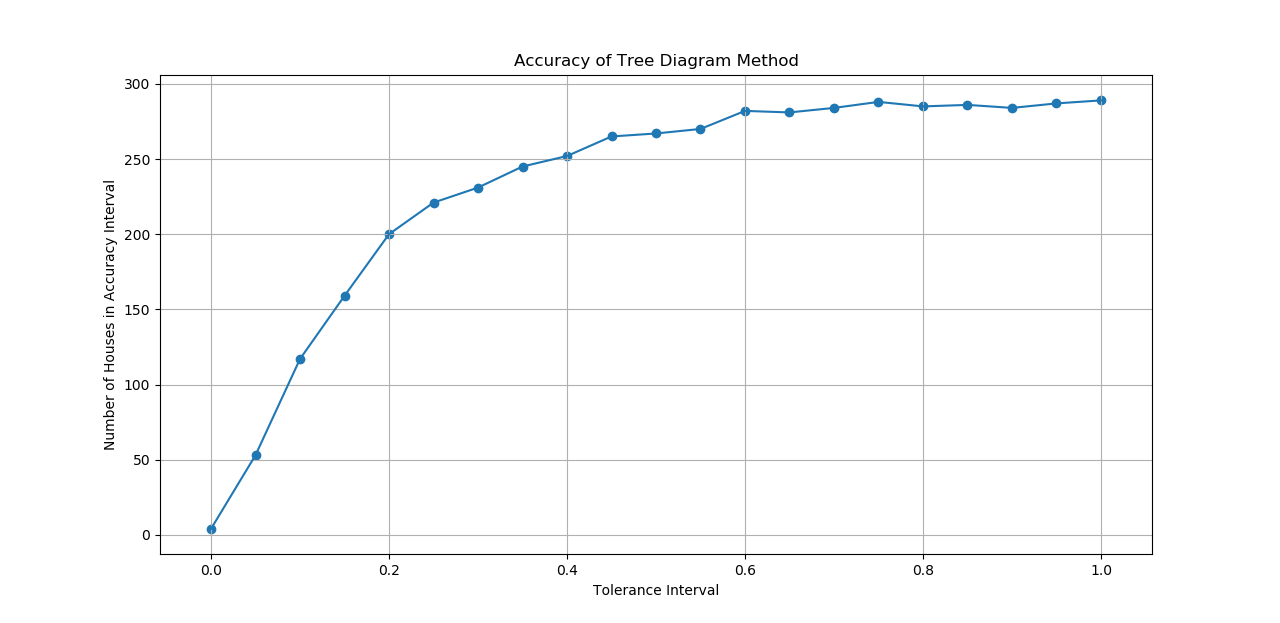 Accuracy of Tree Diagram Method
Number of Houses in Accuracy Interval
300
250
200
150
100
50
0
0.0 0.2 0.4 0.6 0.8 1.0
Tolerance Interval